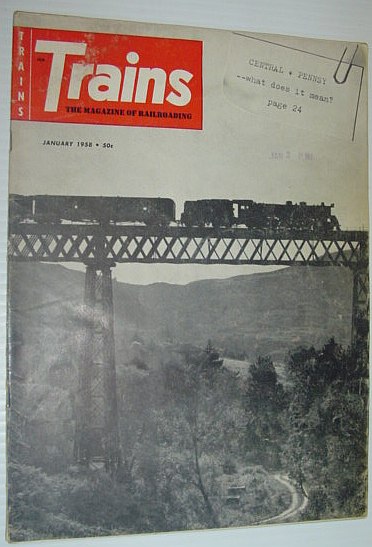 TRAINS
Trains
THE MAGAZINE OF RAILROADING
JANUARY 1958 • 50c
CENTRAL + PENNSY
--what does it mean?
page 24